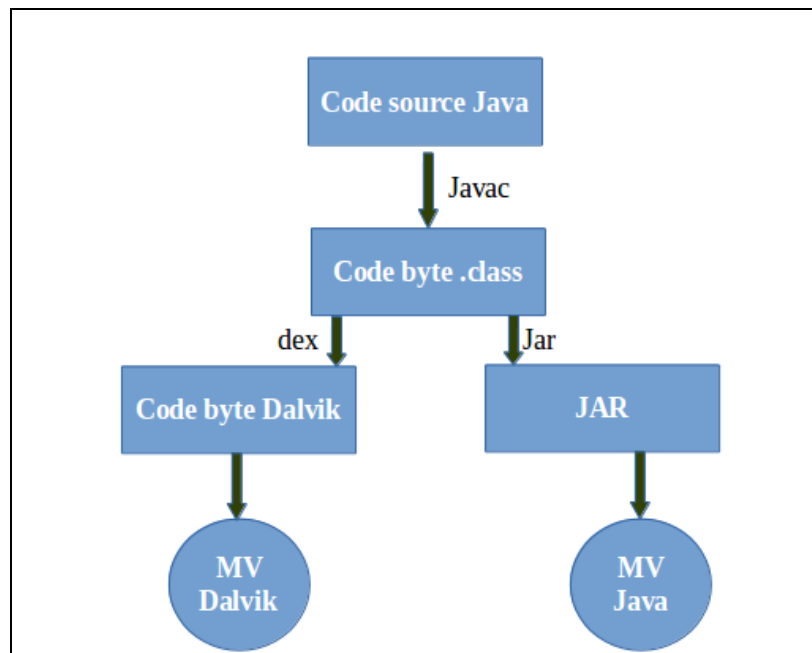 Code source Java
Javac
Code byte .class
dex
Jar
Code byte Dalvik
JAR
MV
Dalvik
MV
Java